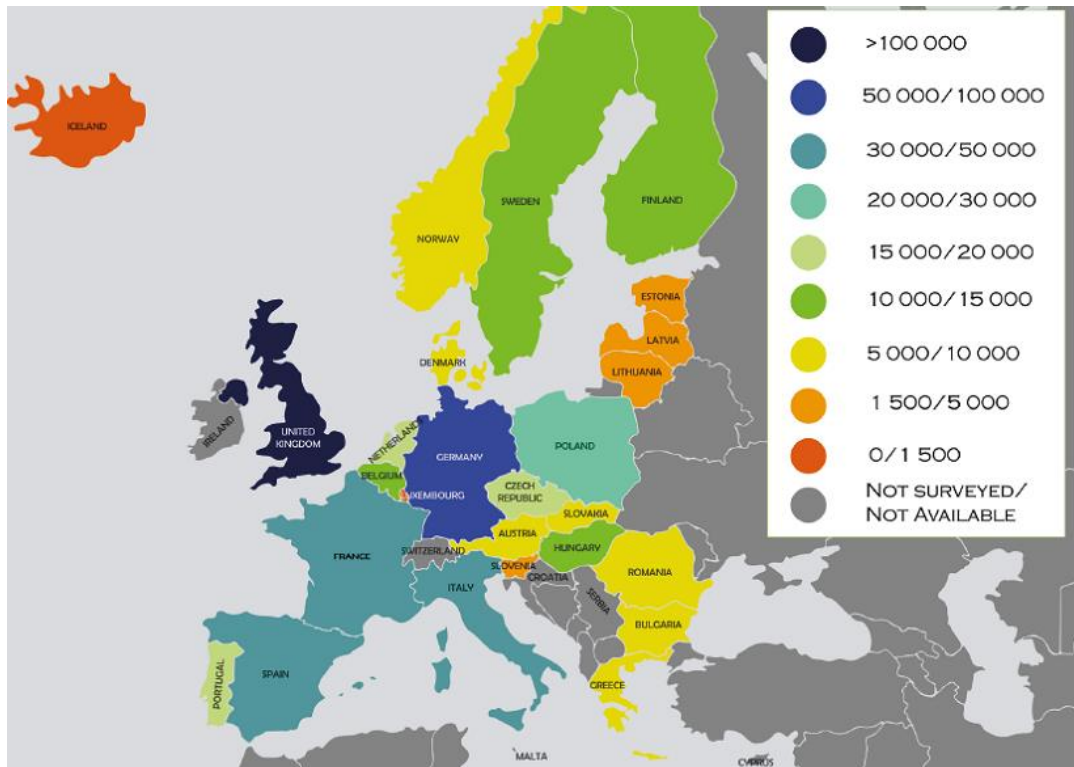 >100 000
50 000/100 000
30 000/50 000
20 000/30 000
15 000/20 000
10 000/15 000
5 000/10 000
1 500/5 000
0/1 500
NOT SURVEYED/
NOT AVAILABLE
ICELAND
NORWAY
SWEDEN
FINLAND
ESTONIA
LATVIA
LITHUANIA
DENMARK
IRELAND
UNITED
KINGDOM
NETHERLANDS
BELGIUM
LUXEMBOURG
GERMANY
POLAND
CZECH
REPUBLIC
SLOVAKIA
AUSTRIA
HUNGARY
SWITZERLAND
FRANCE
ITALY
SLOVENIA
CROATIA
SERBIA
ROMANIA
BULGARIA
GREECE
PORTUGAL
SPAIN
MALTA
CYPRUS